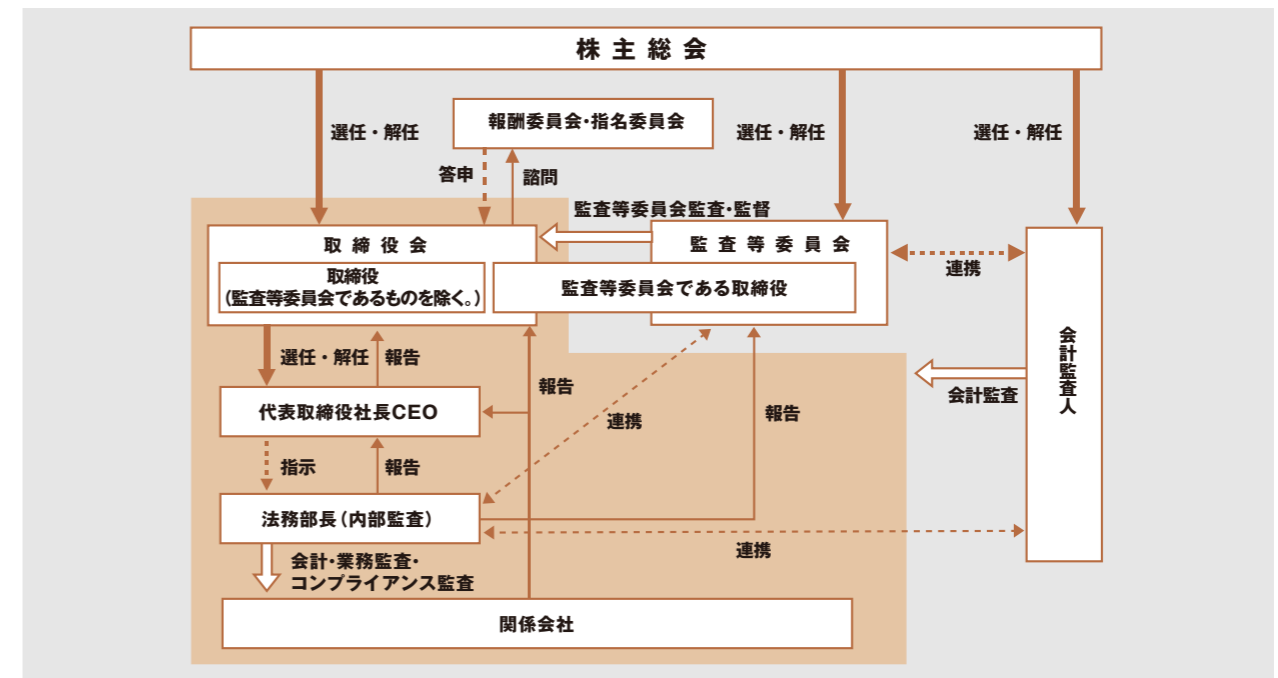 株主総会
報酬委員会・指名委員会
選任・解任
選任・解任
選任・解任
答申
諮問
監査等委員会監査・監督
取締役会
監査等委員会
連携
取締役
(監査等委員会であるものを除く。)
監査等委員会である取締役
会計監査人
選任・解任
報告
報告
会計監査
代表取締役社長CEO
連携
報告
指示
報告
法務部長(内部監査)
連携
会計・業務監査・
コンプライアンス監査
関係会社